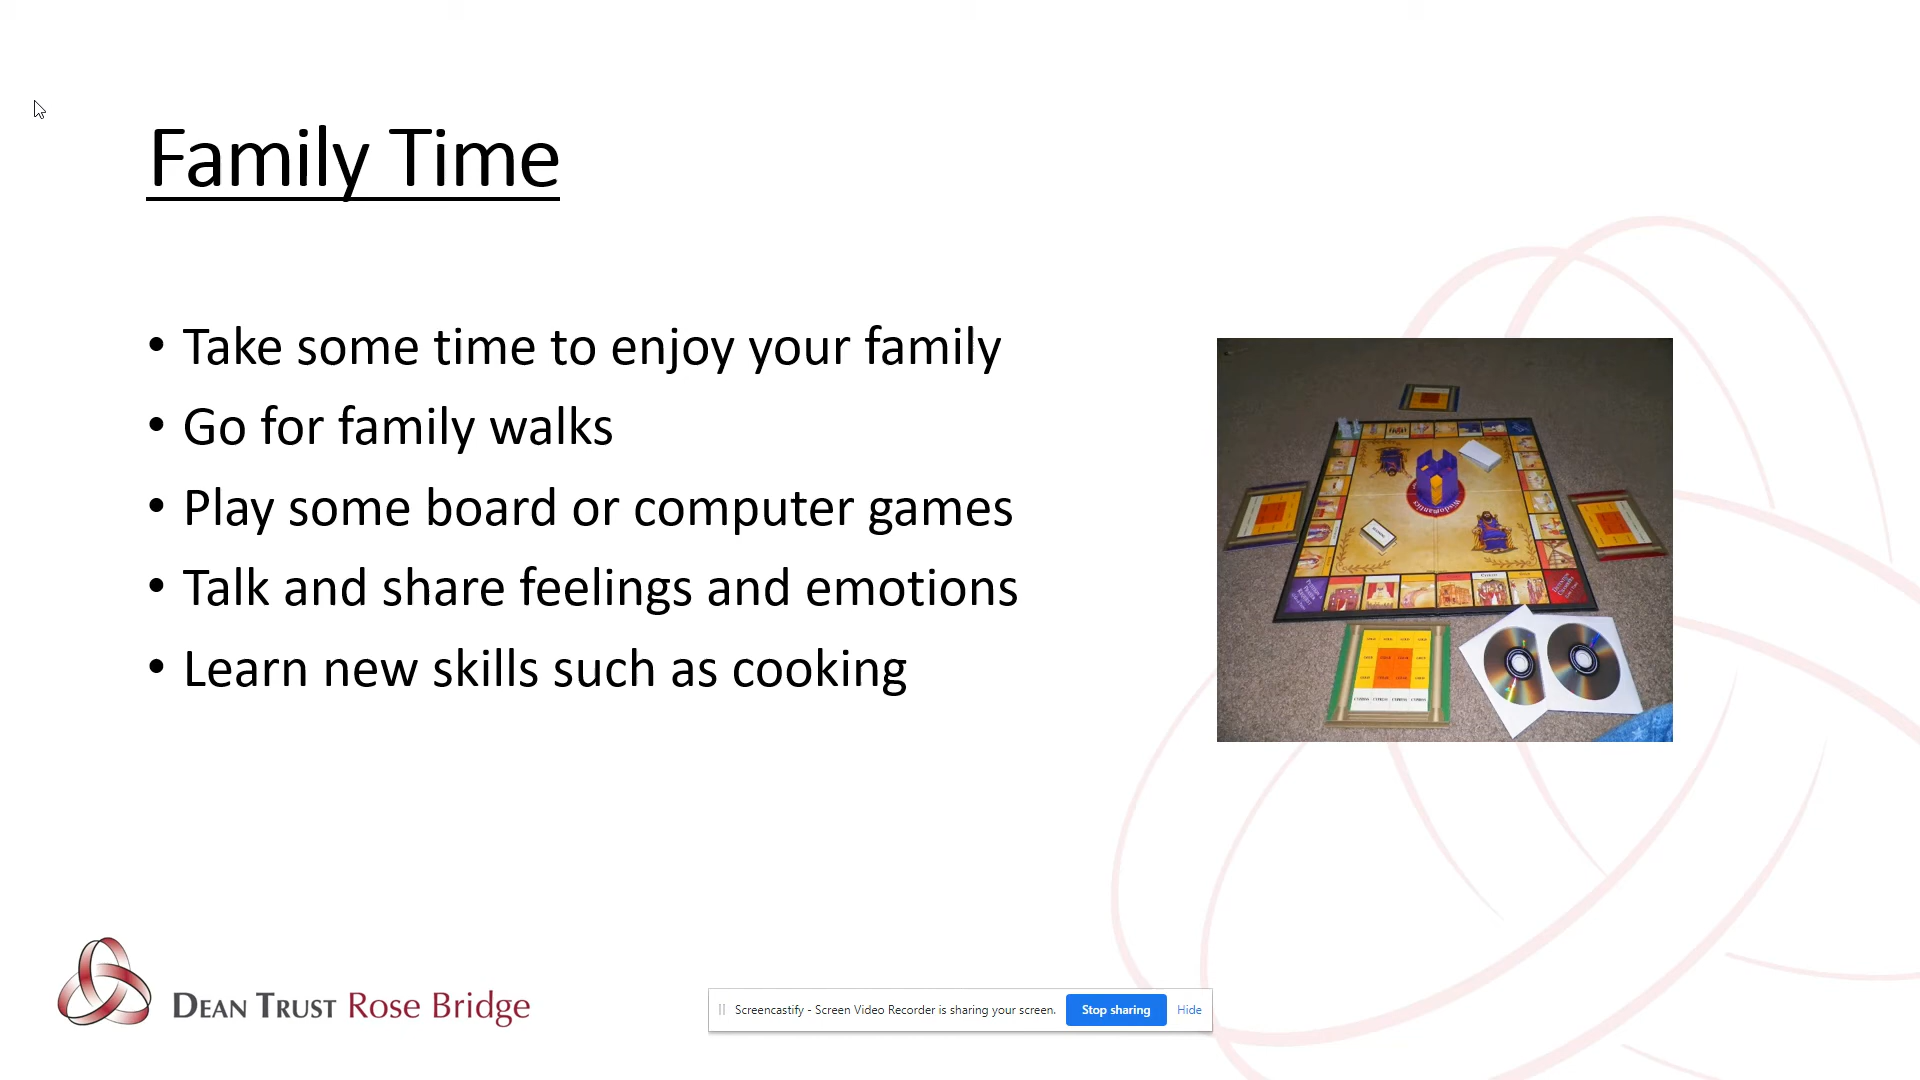 Family Time
• Take some time to enjoy your family
• Go for family walks
• Play some board or computer games
• Talk and share feelings and emotions
• Learn new skills such as cooking
DEAN TRUST Rose Bridge
Screencastify - Screen Video Recorder is sharing your screen.
Stop sharing
Hide